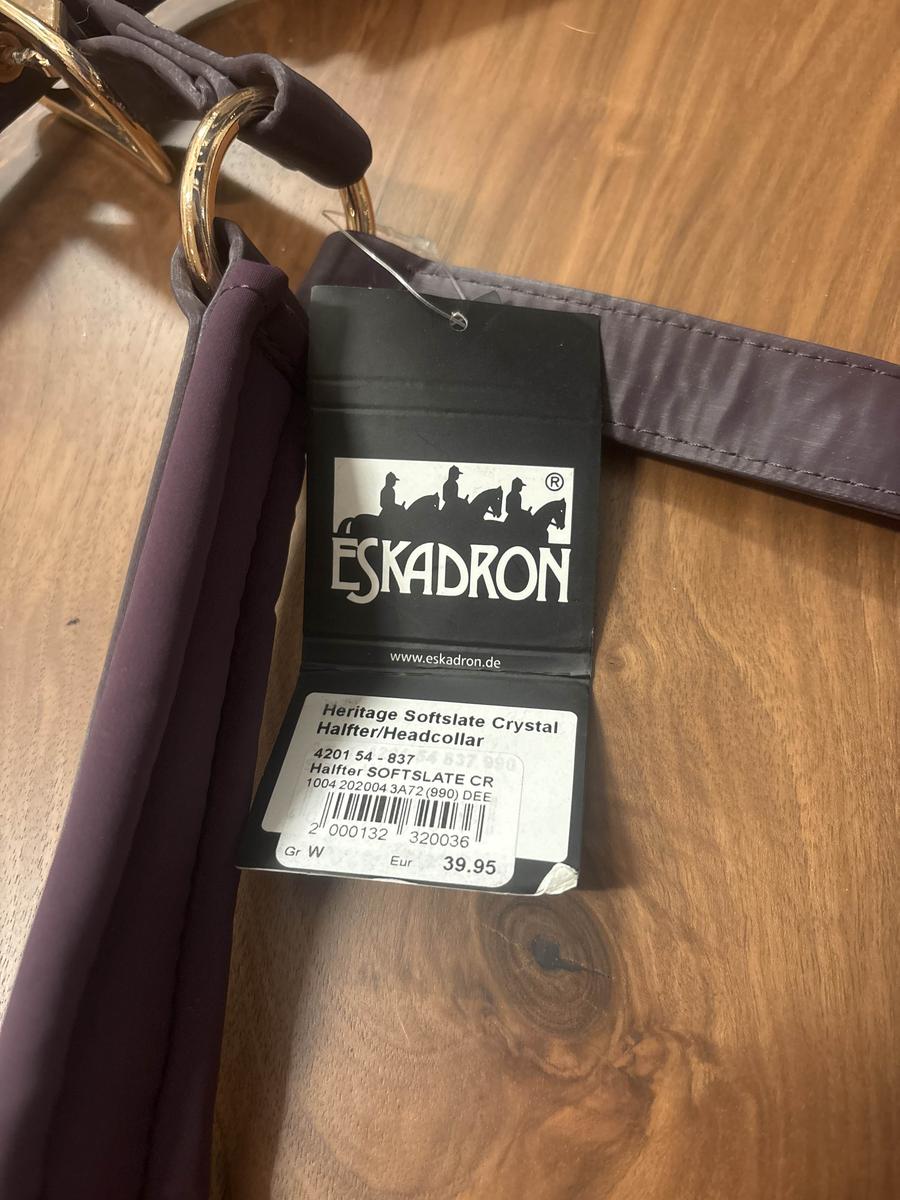 ®
ESKADRON
www.eskadron.de
Heritage Softslate Crystal
Halfter/Headcollar
4201 54 - 837
Halfter SOFTSLATE CR
1004 202004 3A72 (990) DEE
2 000132 320036
Gr W Eur 39.95